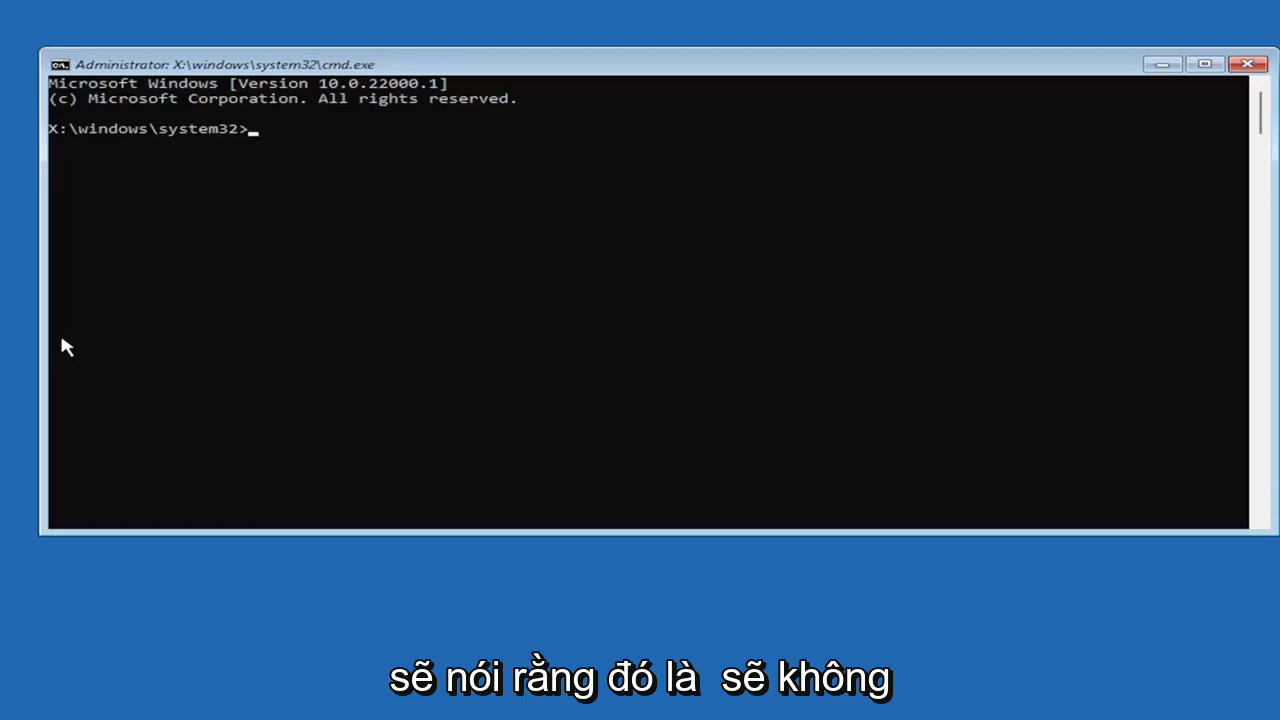 Administrator: X:\windows\system32\cmd.exe
Microsoft Windows [Version 10.0.22000.1]
(c) Microsoft Corporation. All rights reserved.
X:\windows\system32>
sẽ nói rằng đó là  sẽ không